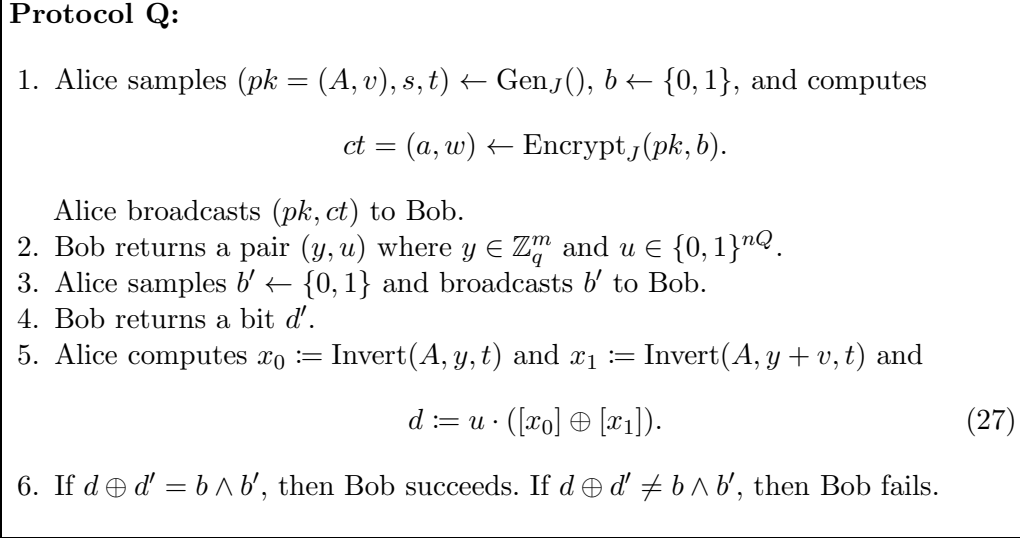 Protocol Q:
1. Alice samples (pk = (A, v), s, t) ← Gen_J(), b ← {0, 1}, and computes
ct = (a, w) ← Encrypt_J(pk, b).
Alice broadcasts (pk, ct) to Bob.
2. Bob returns a pair (y, u) where y ∈ ℤ_q^m and u ∈ {0, 1}^{nQ}.
3. Alice samples b′ ← {0, 1} and broadcasts b′ to Bob.
4. Bob returns a bit d′.
5. Alice computes x_0 := Invert(A, y, t) and x_1 := Invert(A, y + v, t) and
d := u · ([x_0] ⊕ [x_1]). (27)
6. If d ⊕ d′ = b ∧ b′, then Bob succeeds. If d ⊕ d′ ≠ b ∧ b′, then Bob fails.